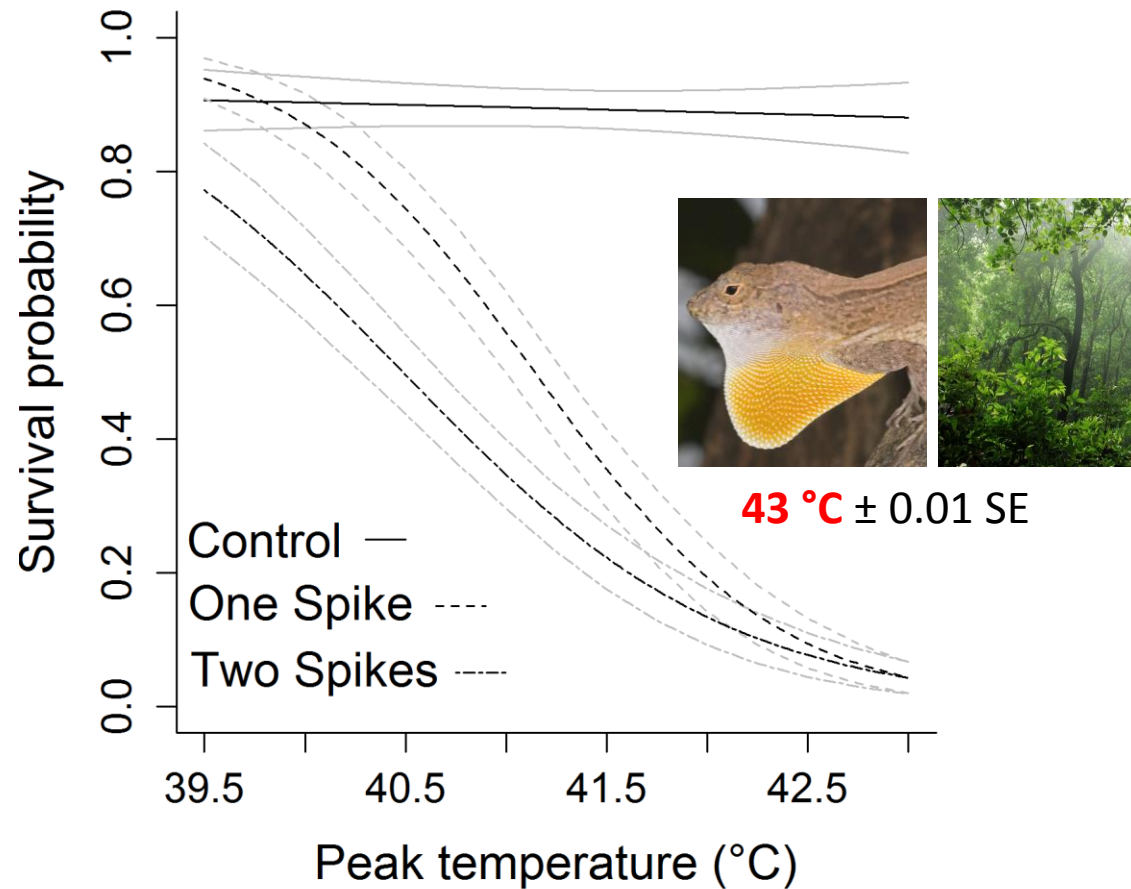 Survival probability
1.0
0.8
0.6
0.4
0.2
0.0
Control
One Spike
Two Spikes
43 °C ± 0.01 SE
39.5 40.5 41.5 42.5
Peak temperature (°C)